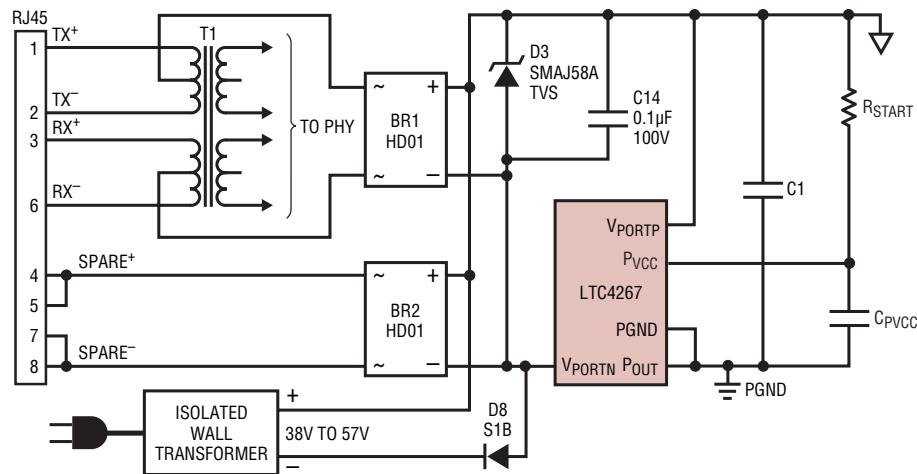 RJ45
1
TX+
2
TX−
3
RX+
6
RX−
4
SPARE+
5
7
8
SPARE−
T1
TO PHY
~
+
BR1
HD01
~
−
~
+
BR2
HD01
~
−
D3
SMAJ58A
TVS
C14
0.1µF
100V
RSTART
C1
VPORTP
PVCC
LTC4267
PGND
VPORTN POUT
CPVCC
PGND
ISOLATED
WALL
TRANSFORMER
+
38V TO 57V
−
D8
S1B